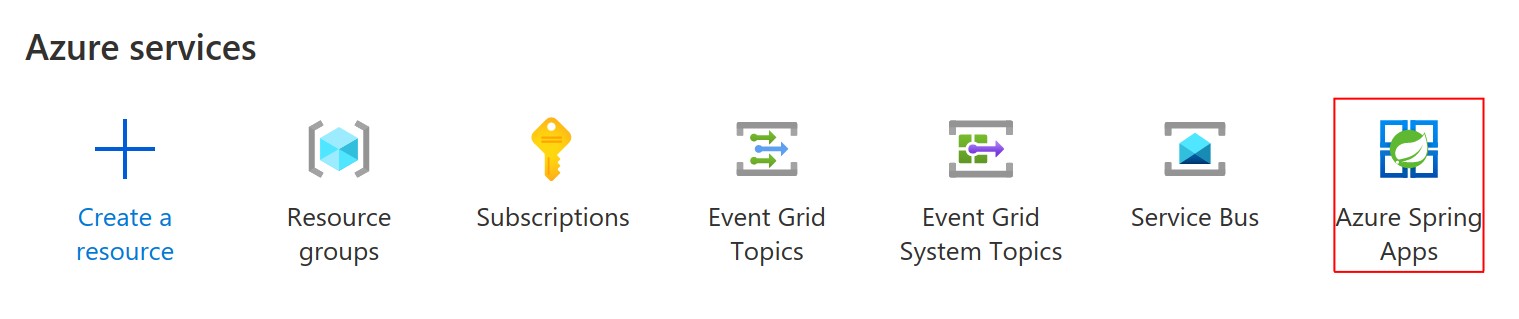 Azure services
Create a
resource
Resource
groups
Subscriptions
Event Grid
Topics
Event Grid
System Topics
Service Bus
Azure Spring
Apps